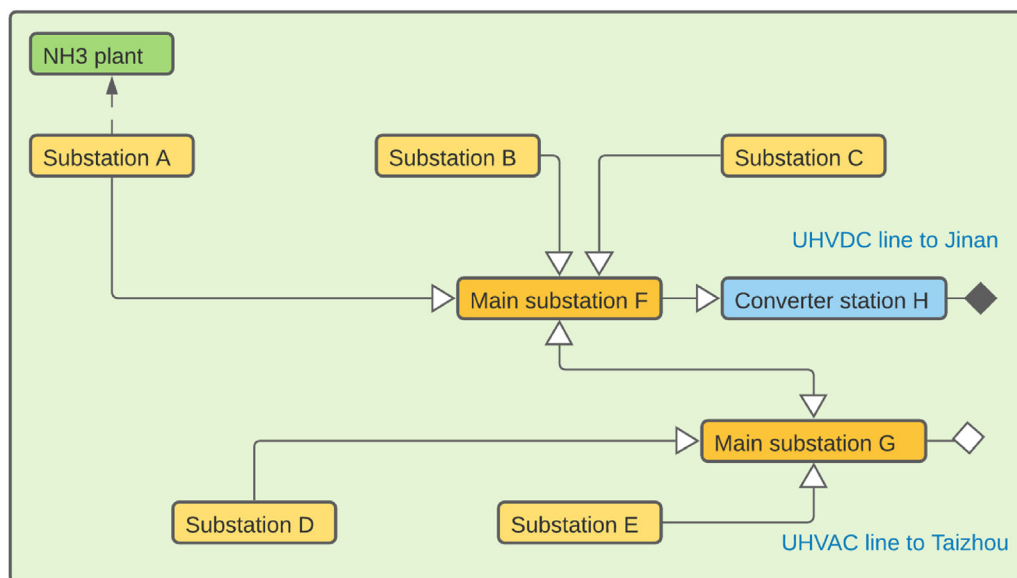 NH3 plant
Substation A
Substation B
Substation C
UHVDC line to Jinan
Main substation F
Converter station H
Main substation G
Substation D
Substation E
UHVAC line to Taizhou